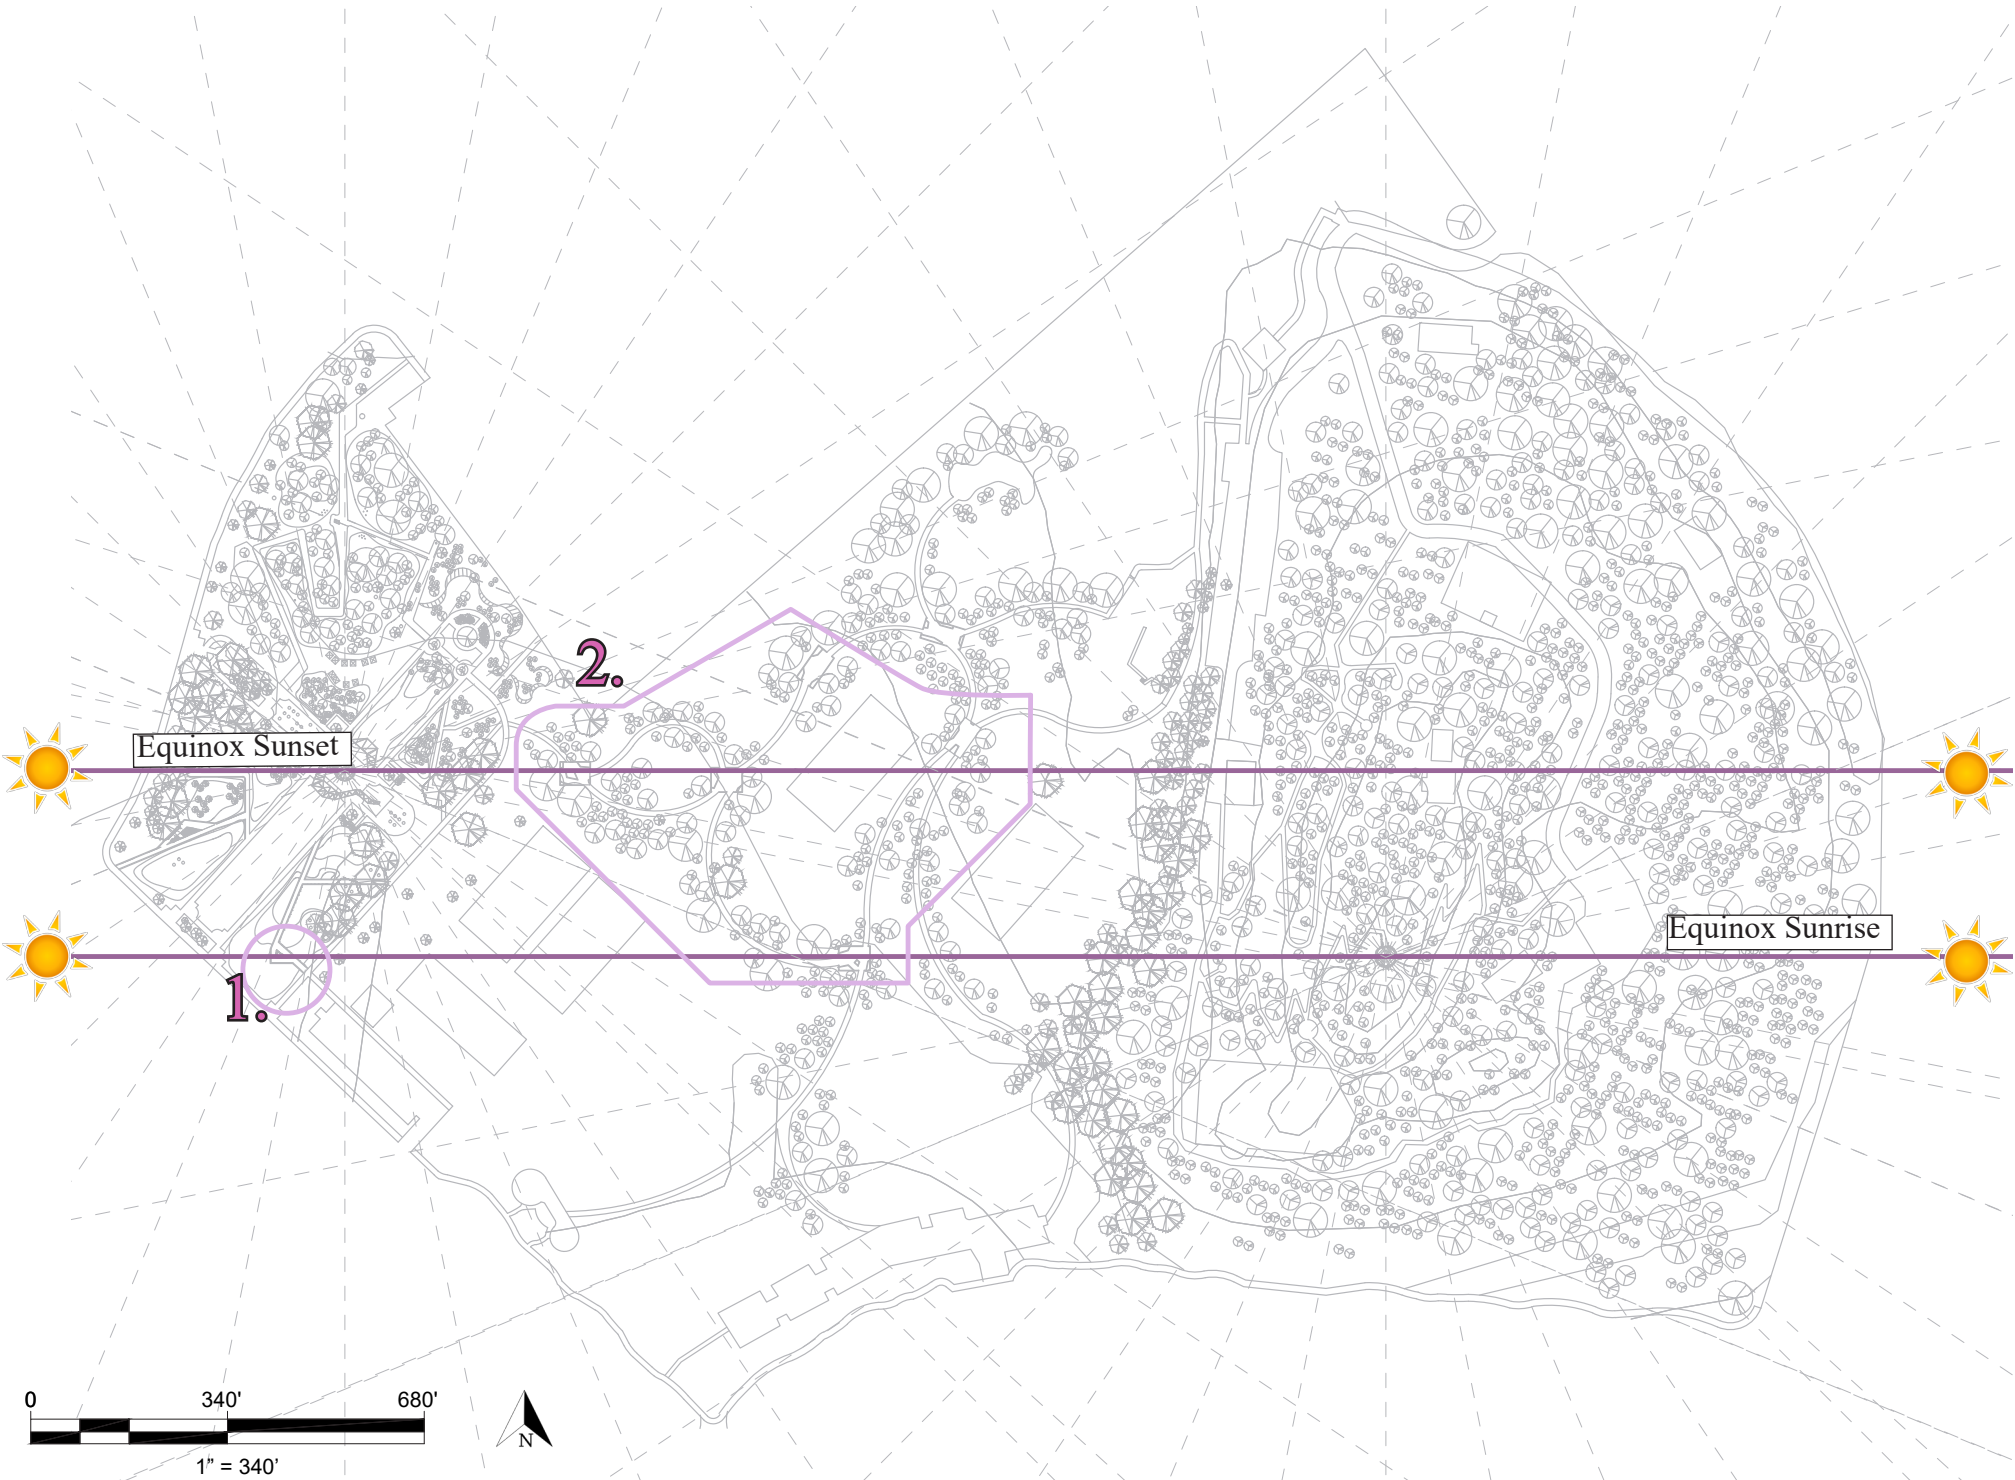 2.
Equinox Sunset
Equinox Sunrise
1.
0 340' 680'
1” = 340’
N